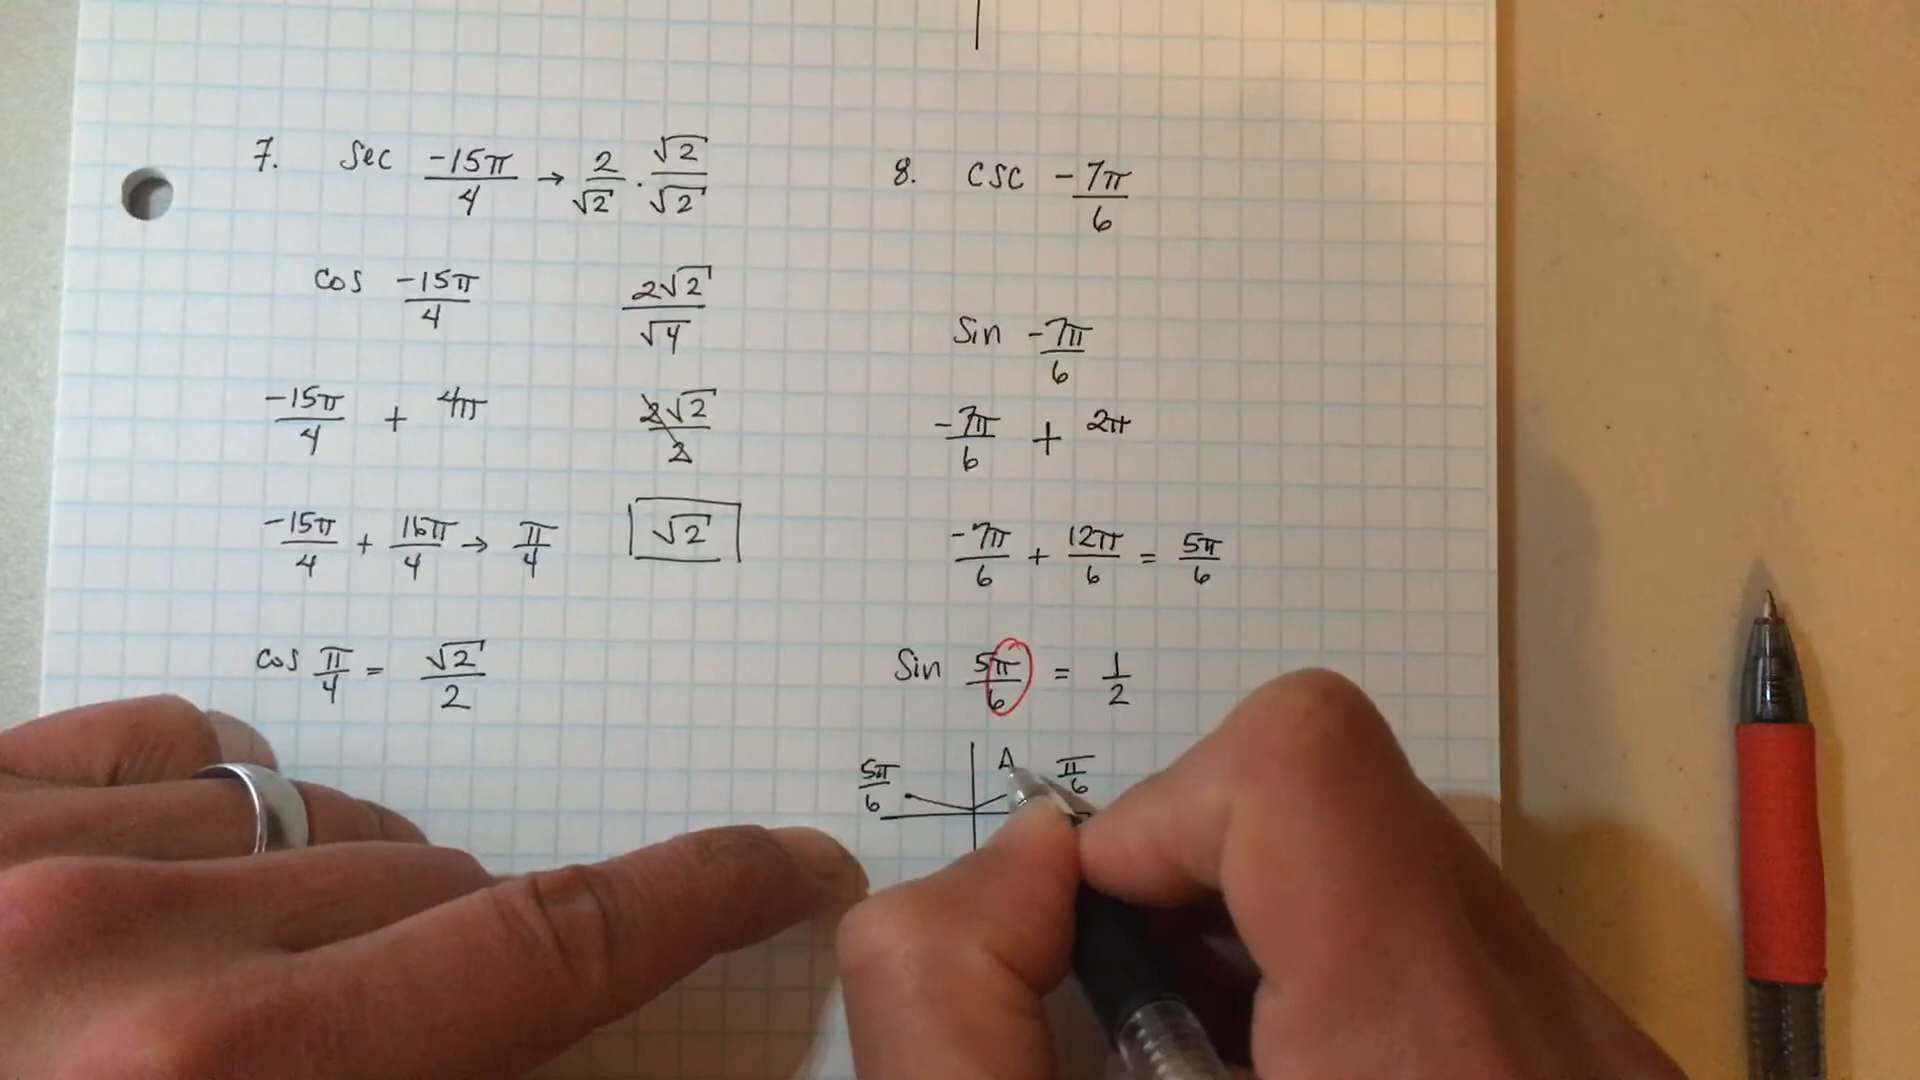 7. Sec -15π/4 → 2/√2 · √2/√2
cos -15π/4
2√2/√4
-15π/4 + 4π
2√2/2
-15π/4 + 16π/4 → π/4
√2
cos π/4 = √2/2
8. csc -7π/6
Sin -7π/6
-7π/6 + 2π
-7π/6 + 12π/6 = 5π/6
Sin 5π/6 = 1/2
5π/6 A π/6